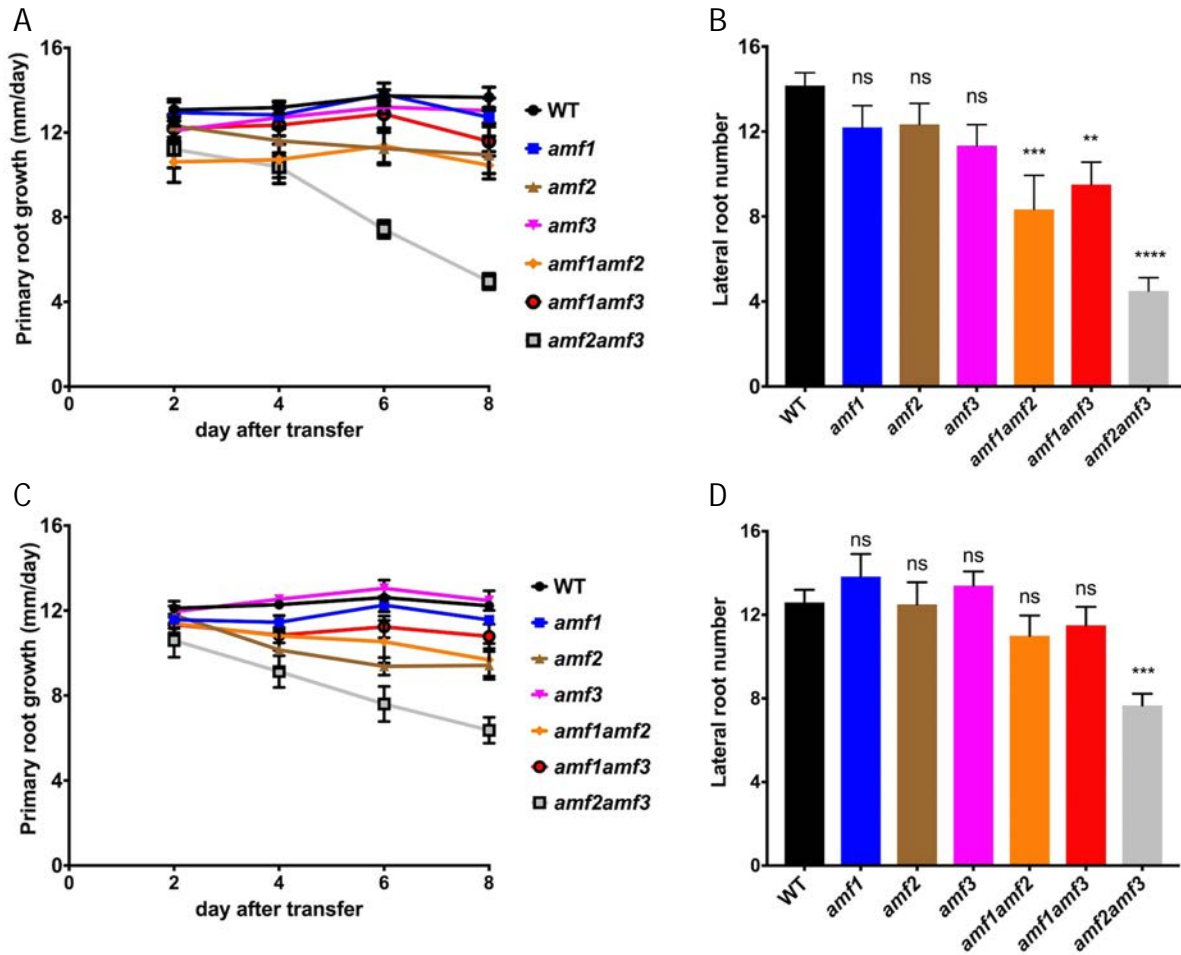 A
Primary root growth (mm/day)
16
12
8
4
0
0 2 4 6 8
day after transfer
WT
amf1
amf2
amf3
amf1amf2
amf1amf3
amf2amf3
B
Lateral root number
16
12
8
4
0
ns
ns
ns
***
**
****
WT
amf1
amf2
amf3
amf1amf2
amf1amf3
amf2amf3
C
Primary root growth (mm/day)
16
12
8
4
0
0 2 4 6 8
day after transfer
WT
amf1
amf2
amf3
amf1amf2
amf1amf3
amf2amf3
D
Lateral root number
16
12
8
4
0
ns
ns
ns
ns
ns
***
WT
amf1
amf2
amf3
amf1amf2
amf1amf3
amf2amf3